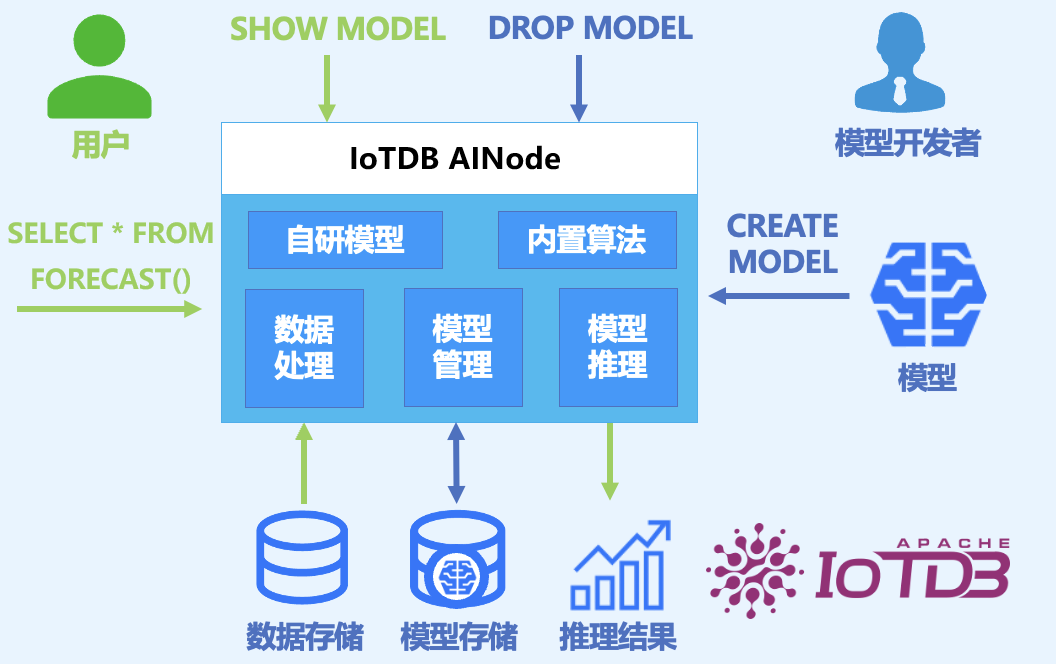 SHOW MODEL
DROP MODEL
用户
模型开发者
IoTDB AINode
SELECT * FROM
FORECAST()
自研模型
内置算法
CREATE
MODEL
数据
处理
模型
管理
模型
推理
模型
数据存储
模型存储
推理结果
APACHE
IoTDB